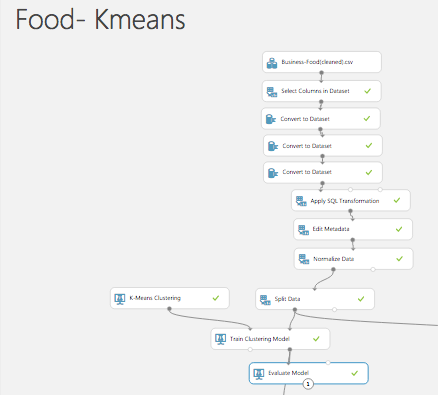 Food- Kmeans
Business-Food(cleaned).csv
Select Columns in Dataset
Convert to Dataset
Convert to Dataset
Convert to Dataset
Apply SQL Transformation
Edit Metadata
Normalize Data
K-Means Clustering
Split Data
Train Clustering Model
Evaluate Model
1